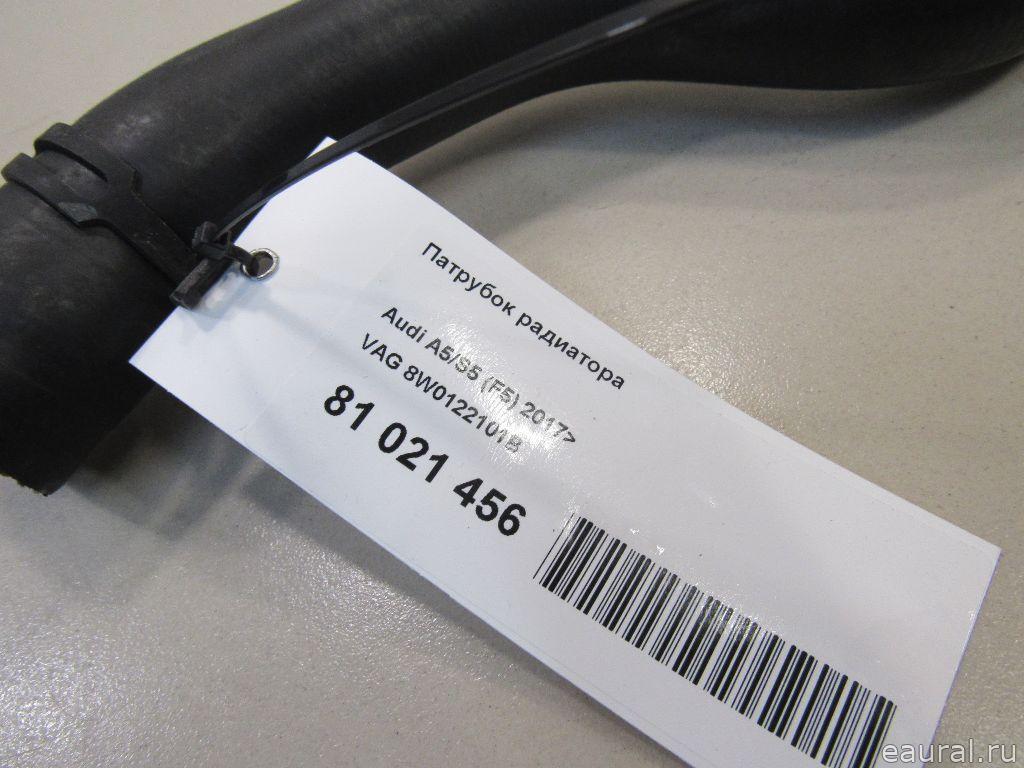 Патрубок радиатора
Audi A5/S5 (F5) 2017>
VAG 8W0122101B
81 021 456
eaural.ru